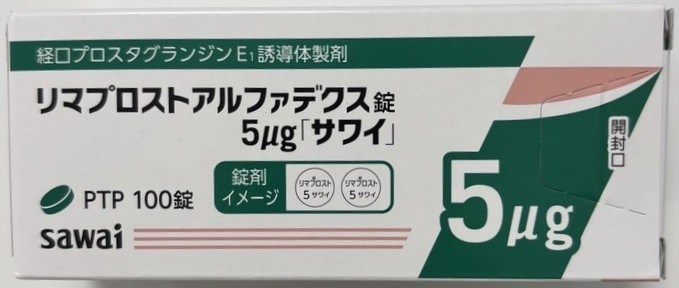 経口プロスタグランジンE1誘導体製剤
リマプロストアルファデクス錠
5μg「サワイ」
PTP 100錠
錠剤
イメージ
リマプロスト
5 サワイ
リマプロスト
5 サワイ
sawai
5μg
開封口